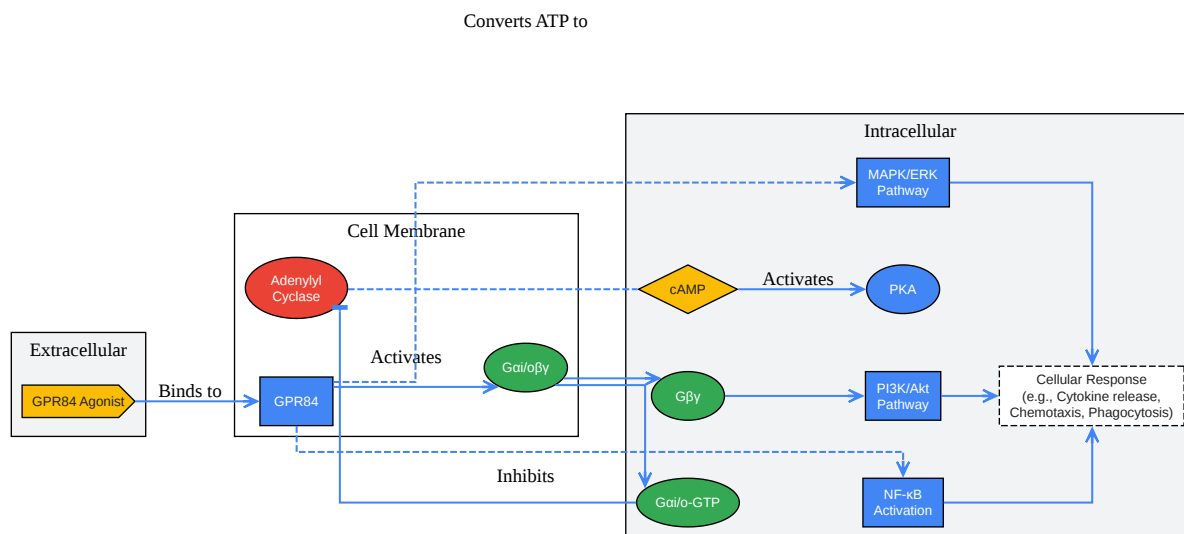 Converts ATP to
Intracellular
MAPK/ERK
Pathway
Cell Membrane
Adenylyl
Cyclase
cAMP
Activates
PKA
Extracellular
GPR84 Agonist
Binds to
GPR84
Activates
Gαi/oβγ
Gβγ
PI3K/Akt
Pathway
Cellular Response
(e.g., Cytokine release,
Chemotaxis, Phagocytosis)
Inhibits
Gαi/o-GTP
NF-κB
Activation